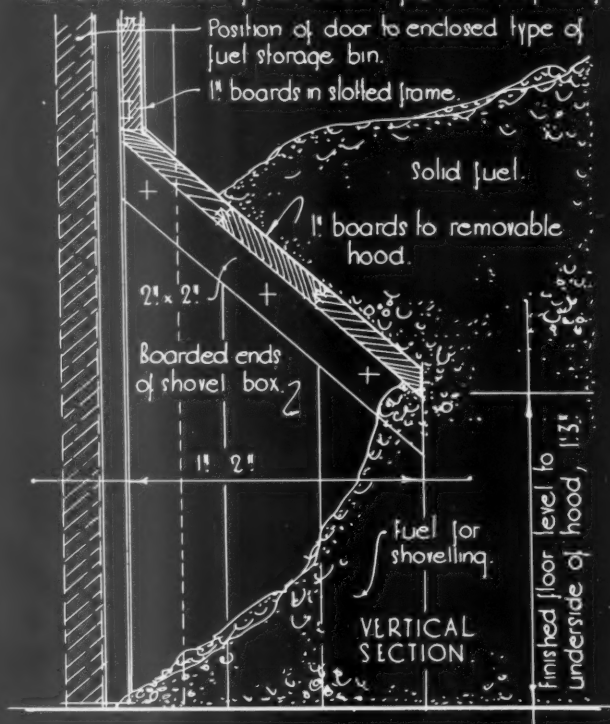 Position of door to enclosed type of
fuel storage bin.
1" boards in slotted frame.
Solid fuel.
1" boards to removable
hood.
2" × 2"
Boarded ends
of shovel box.
1" 2"
Fuel for
shovelling.
VERTICAL
SECTION.
Finished floor level to
underside of hood, 1'.3"